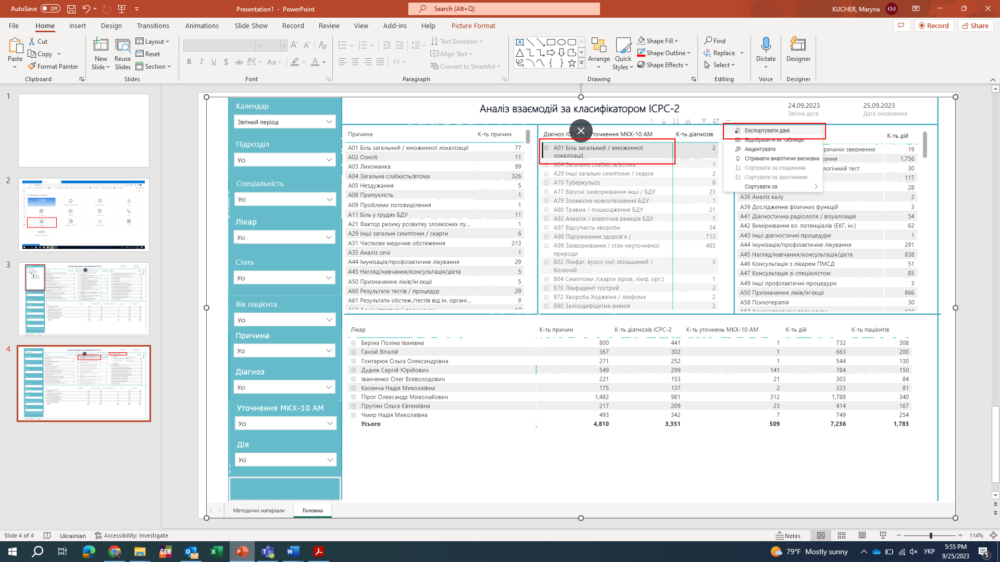 AutoSave Off Presentation1 - PowerPoint Search (Alt+Q) KUCHER, Maryna KM
File Home Insert Design Transitions Animations Slide Show Record Review View Add-ins Help Picture Format Record Share
Paste Cut Copy Format Painter Clipboard
New Slide Reuse Slides Layout Reset Section Slides
B I U S ab AV Aa A Font
Text Direction Align Text Convert to SmartArt Paragraph
Arrange Quick Styles Shape Fill Shape Outline Shape Effects Drawing
Find Replace Select Editing
Dictate Voice
Designer Designer
1
2
3
4
Календар
Звітний період
Підрозділ
Усі
Спеціальність
Усі
Лікар
Усі
Стать
Усі
Вік пацієнта
Усі
Причина
Усі
Діагноз
Усі
Уточнення МКХ-10 АМ
Усі
Дія
Усі
Аналіз взаємодій за класифікатором ICPC-2
24.09.2023 25.09.2023
Звітна дата Дата оновлення
Причина К-ть причин
A01 Біль загальний / множинної локалізації 77
A02 Озноб 11
A03 Лихоманка 99
A04 Загальна слабкість/втома 326
A05 Нездужання 5
A08 Припухлість 1
A09 Проблеми потовиділення 1
A11 Біль у грудях БДУ 11
A21 Фактор ризику розвитку злоякісних пу... 1
A29 Інші загальні симптоми / скарги 6
A31 Часткове медичне обстеження 213
A35 Аналіз сечі 1
A44 Імунізація/профілактичне лікування 29
A45 Нагляд/навчання/консультація/дієта 5
A50 Призначення ліків/ін'єкції 5
A60 Результати тестів / процедур 29
A61 Результати обстеж./тестів від ін. органі... 9
Діагноз ICPC-2 / Уточнення МКХ-10 АМ К-ть діагнозів
A01 Біль загальний / множинної 2
локалізації
A04 Загальна слабкість/втома 1
A29 Інші загальні симптоми / скарги 2
A70 Туберкульоз 6
A77 Вірусні захворювання інші / БДУ 23
A79 Злоякісне новоутворення БДУ 1
A80 Травма / пошкодження БДУ 21
A92 Алергія / алергічна реакція БДУ 1
A97 Відсутність хвороби 34
A98 Підтримання здоров'я / 713
A99 Захворювання / стан неуточненої 485
природи
B02 Лімфат. вузол (ли) збільшений / 3
болючій
B04 Симптоми /скарги (кров, лімф. орг.) 1
B70 Лімфаденіт гострий 2
B72 Хвороба Ходжкіна / лімфома 2
B80 Залізодефіцитна анемія 2
Експортувати дані
Відобразити як таблицю
Акцентувати
Отримати аналітичні висновки
Сортувати за спаданням
Сортувати за зростанням
Сортувати за
К-ть дій
ричини звернення 19
ження 1,756
логічний тест 30
117
28
A36 Аналіз калу 2
A39 Дослідження фізичних функцій 3
A41 Діагностична радіологія / візуалізація 54
A42 Вимірювання ел. потенціалів (ЕКГ, ін.) 62
A43 Інші діагностичні процедури 1
A44 Імунізація/профілактичне лікування 291
A45 Нагляд/навчання/консультація/дієта 838
A46 Консультація з лікарем ПМСД 51
A47 Консультація зі спеціалістом 85
A49 Інші профілактичні процедури 3
A50 Призначення ліків/ін'єкції 866
A58 Психотерапія 30
Лікар К-ть причин К-ть діагнозів ICPC-2 К-ть уточнень МКХ-10 АМ К-ть дій К-ть пацієнтів
Беріна Поліна Іванівна 800 441 1 732 308
Ганзій Віталій 367 302 1 663 200
Гонтарюк Ольга Олександрівна 271 252 1 544 130
Дуднік Сергій Юрійович 549 299 141 784 150
Іванченко Олег Всеволодович 221 153 21 303 84
Каланча Надія Миколаївна 175 137 2 323 81
Пірог Олександр Миколайович 1,482 981 312 1,788 340
Прутіян Ольга Євгеніївна 217 209 23 414 167
Чмир Надія Миколаївна 493 342 7 749 254
Усього 4,810 3,351 509 7,236 1,783
Методичні матеріали Головна
Slide 4 of 4 Ukrainian Accessibility: Investigate Notes 114%
79°F Mostly sunny УКР 5:55 PM
9/25/2023 5